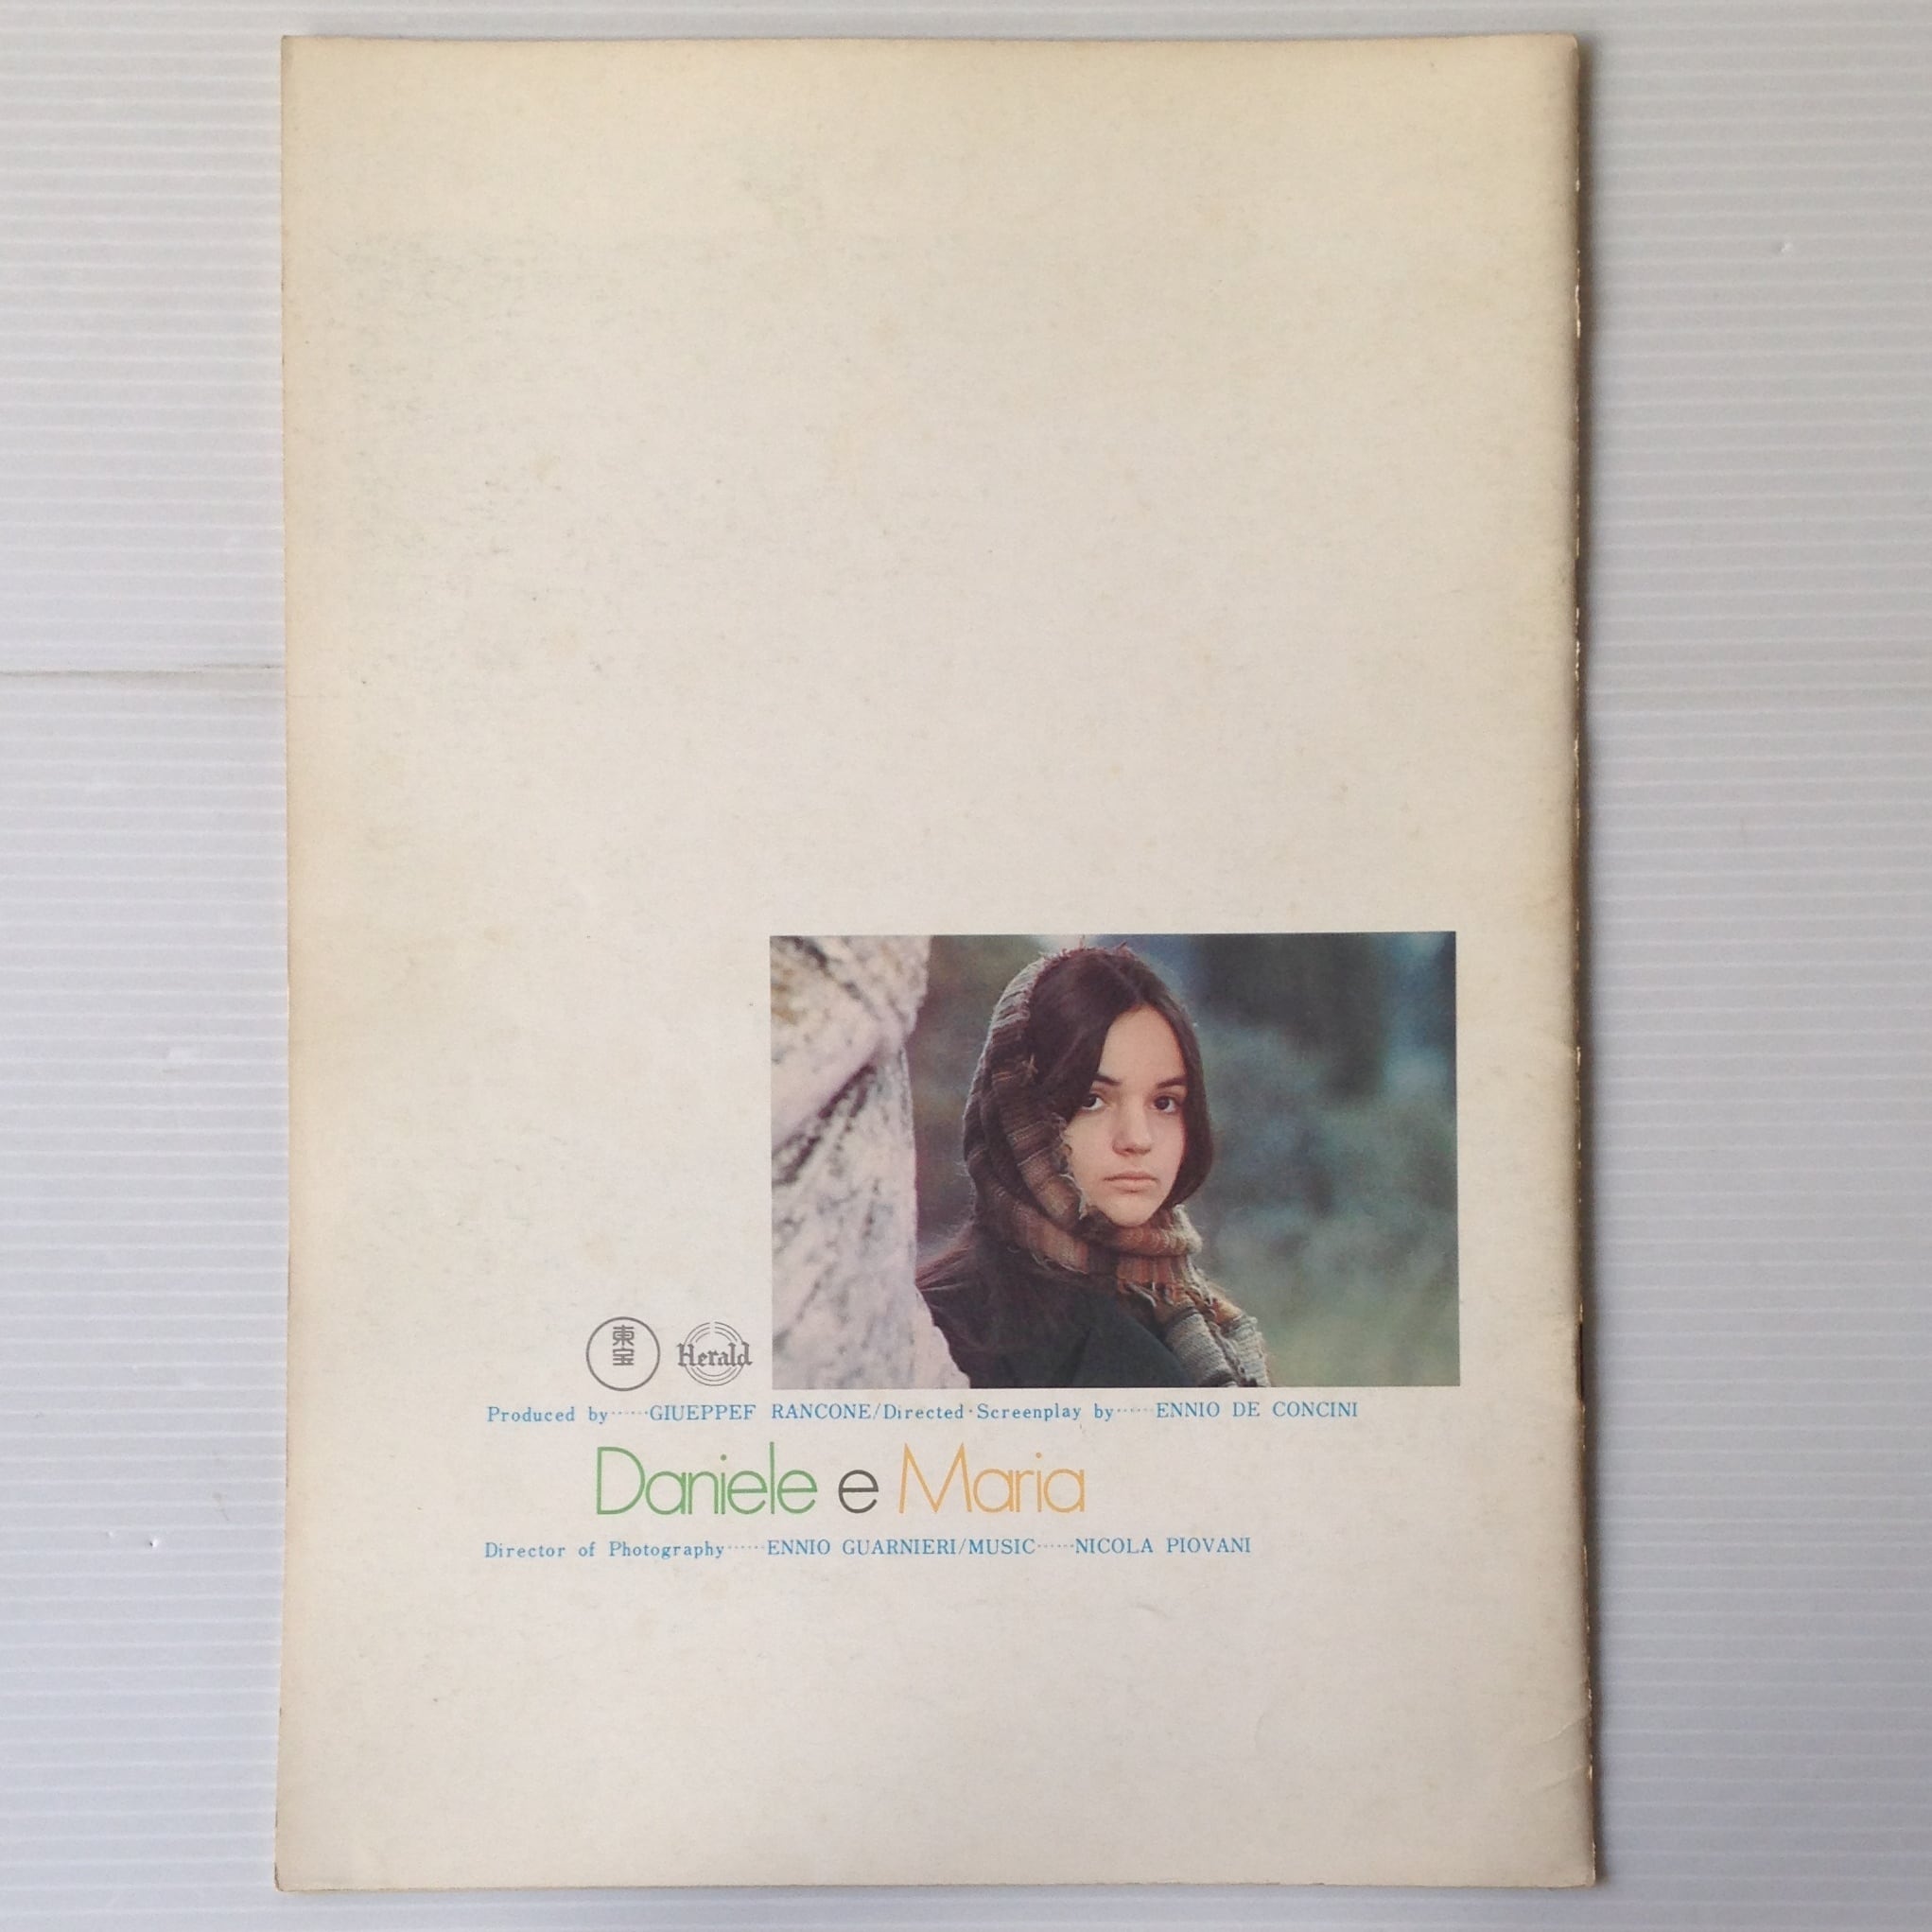 東宝
Herald
Produced by……GIUEPPEF RANCONE/Directed·Screenplay by……ENNIO DE CONCINI
Daniele e Maria
Director of Photography……ENNIO GUARNIERI/MUSIC……NICOLA PIOVANI